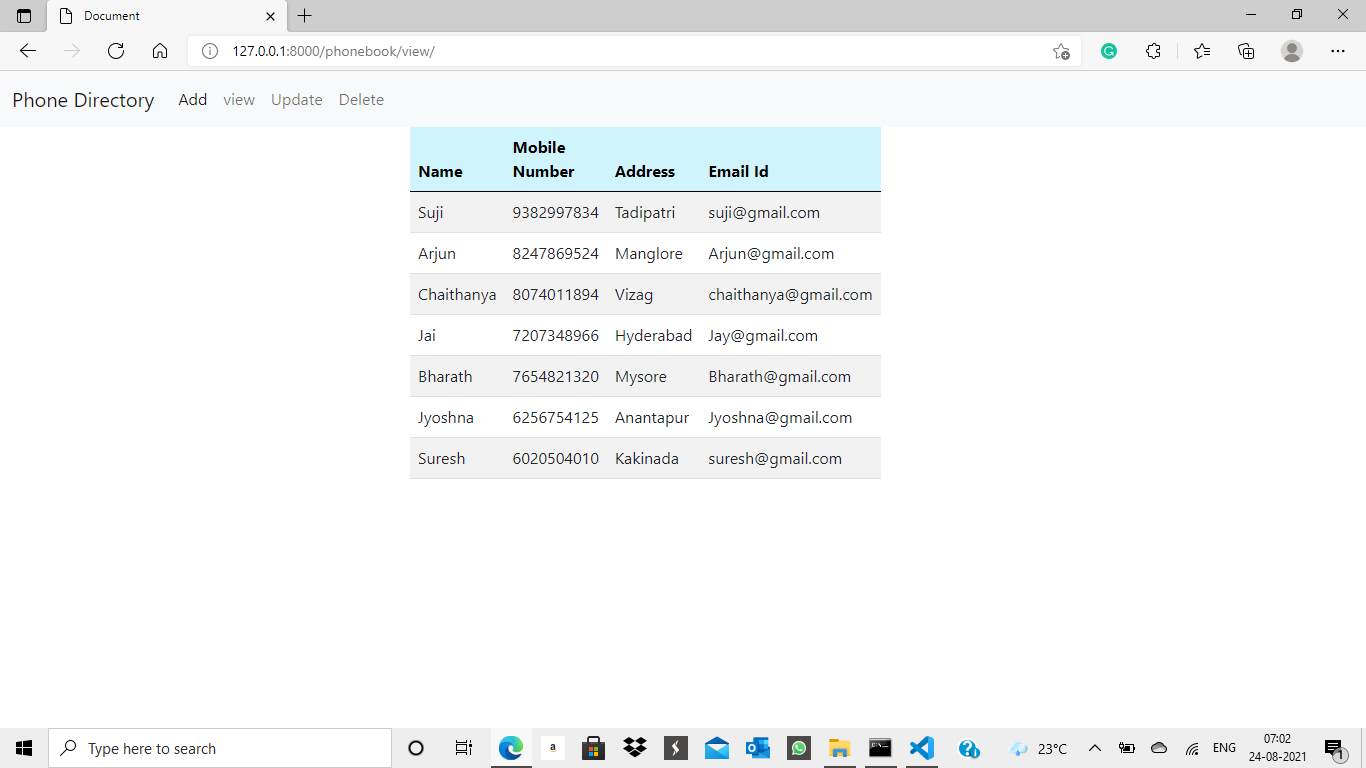 Document
127.0.0.1:8000/phonebook/view/
Phone Directory Add view Update Delete
Name Mobile Number Address Email Id
Suji 9382997834 Tadipatri suji@gmail.com
Arjun 8247869524 Manglore Arjun@gmail.com
Chaithanya 8074011894 Vizag chaithanya@gmail.com
Jai 7207348966 Hyderabad Jay@gmail.com
Bharath 7654821320 Mysore Bharath@gmail.com
Jyoshna 6256754125 Anantapur Jyoshna@gmail.com
Suresh 6020504010 Kakinada suresh@gmail.com
Type here to search a 23°C ENG 07:02
24-08-2021 1